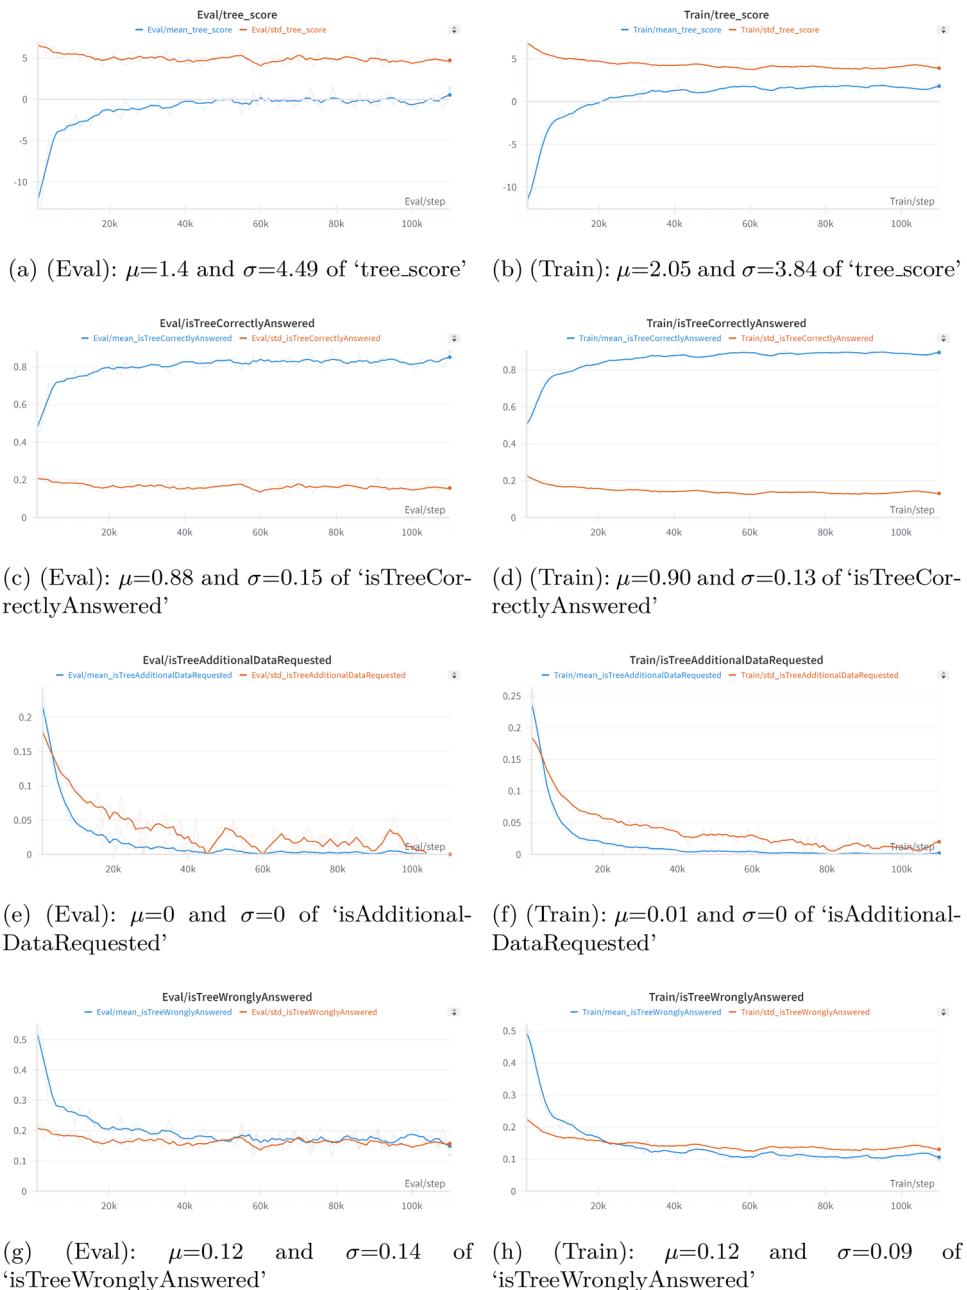 Eval/tree_score
Eval/mean_tree_score Eval/std_tree_score
5
0
-5
-10
Eval/step
20k 40k 60k 80k 100k
(a) (Eval): μ=1.4 and σ=4.49 of ‘tree_score’
Train/tree_score
Train/mean_tree_score Train/std_tree_score
5
0
-5
-10
Train/step
20k 40k 60k 80k 100k
(b) (Train): μ=2.05 and σ=3.84 of ‘tree_score’
Eval/isTreeCorrectlyAnswered
Eval/mean_isTreeCorrectlyAnswered Eval/std_isTreeCorrectlyAnswered
0.8
0.6
0.4
0.2
0
Eval/step
20k 40k 60k 80k 100k
(c) (Eval): μ=0.88 and σ=0.15 of ‘isTreeCor-
rectlyAnswered’
Train/isTreeCorrectlyAnswered
Train/mean_isTreeCorrectlyAnswered Train/std_isTreeCorrectlyAnswered
0.8
0.6
0.4
0.2
0
Train/step
20k 40k 60k 80k 100k
(d) (Train): μ=0.90 and σ=0.13 of ‘isTreeCor-
rectlyAnswered’
Eval/isTreeAdditionalDataRequested
Eval/mean_isTreeAdditionalDataRequested Eval/std_isTreeAdditionalDataRequested
0.2
0.15
0.1
0.05
0
Eval/step
20k 40k 60k 80k 100k
(e) (Eval): μ=0 and σ=0 of ‘isAdditional-
DataRequested’
Train/isTreeAdditionalDataRequested
Train/mean_isTreeAdditionalDataRequested Train/std_isTreeAdditionalDataRequested
0.25
0.2
0.15
0.1
0.05
0
Train/step
20k 40k 60k 80k 100k
(f) (Train): μ=0.01 and σ=0 of ‘isAdditional-
DataRequested’
Eval/isTreeWronglyAnswered
Eval/mean_isTreeWronglyAnswered Eval/std_isTreeWronglyAnswered
0.5
0.4
0.3
0.2
0.1
0
Eval/step
20k 40k 60k 80k 100k
(g) (Eval): μ=0.12 and σ=0.14 of
‘isTreeWronglyAnswered’
Train/isTreeWronglyAnswered
Train/mean_isTreeWronglyAnswered Train/std_isTreeWronglyAnswered
0.5
0.4
0.3
0.2
0.1
0
Train/step
20k 40k 60k 80k 100k
(h) (Train): μ=0.12 and σ=0.09 of
‘isTreeWronglyAnswered’